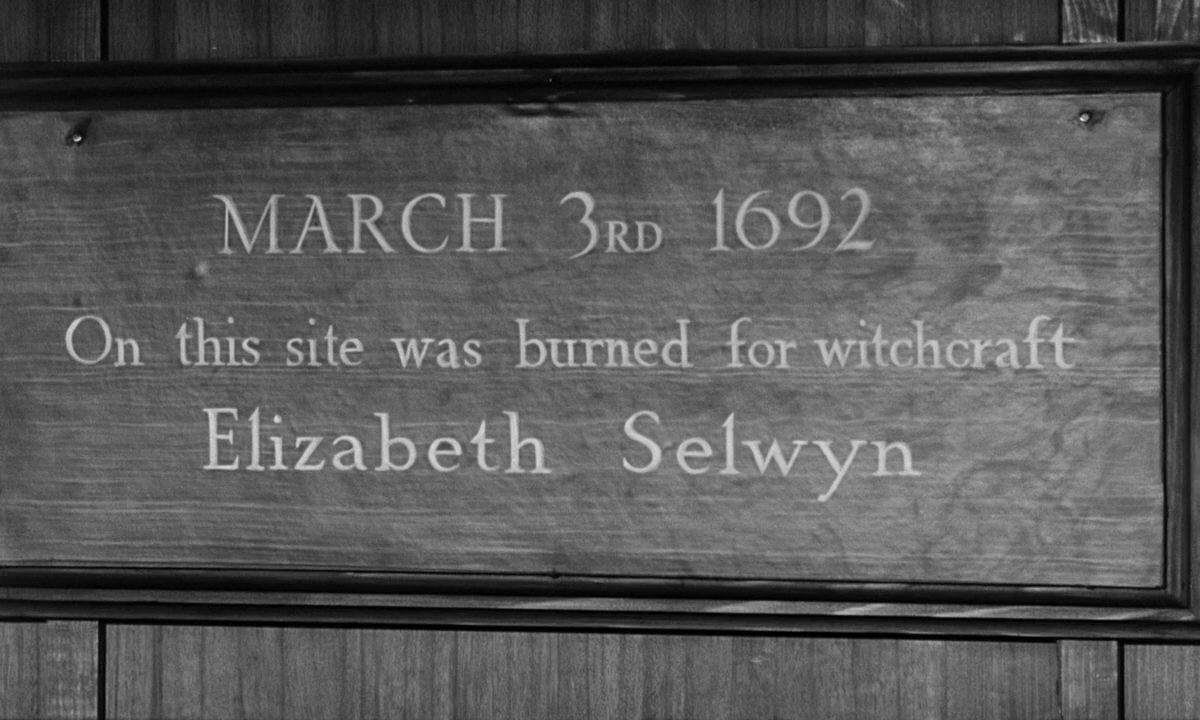 MARCH 3RD 1692
On this site was burned for witchcraft
Elizabeth Selwyn